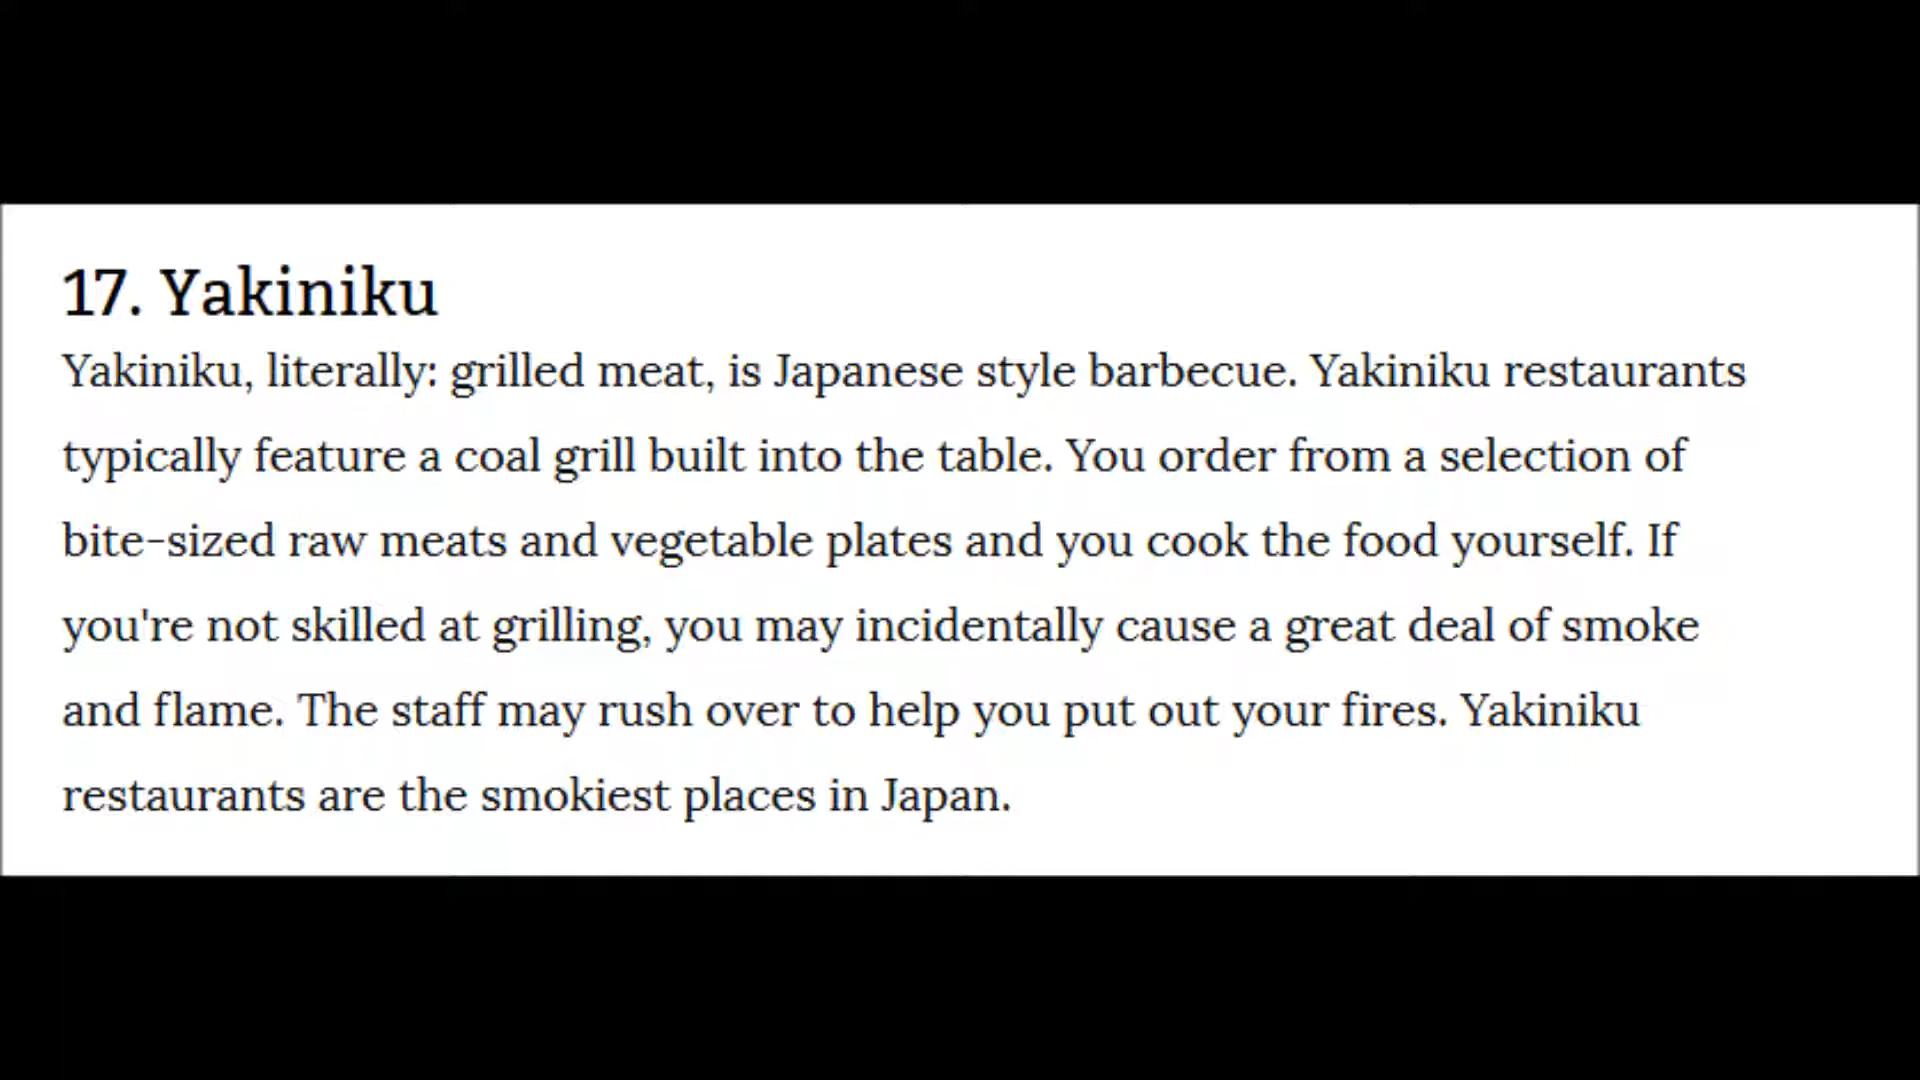 17. Yakiniku
Yakiniku, literally: grilled meat, is Japanese style barbecue. Yakiniku restaurants
typically feature a coal grill built into the table. You order from a selection of
bite-sized raw meats and vegetable plates and you cook the food yourself. If
you're not skilled at grilling, you may incidentally cause a great deal of smoke
and flame. The staff may rush over to help you put out your fires. Yakiniku
restaurants are the smokiest places in Japan.